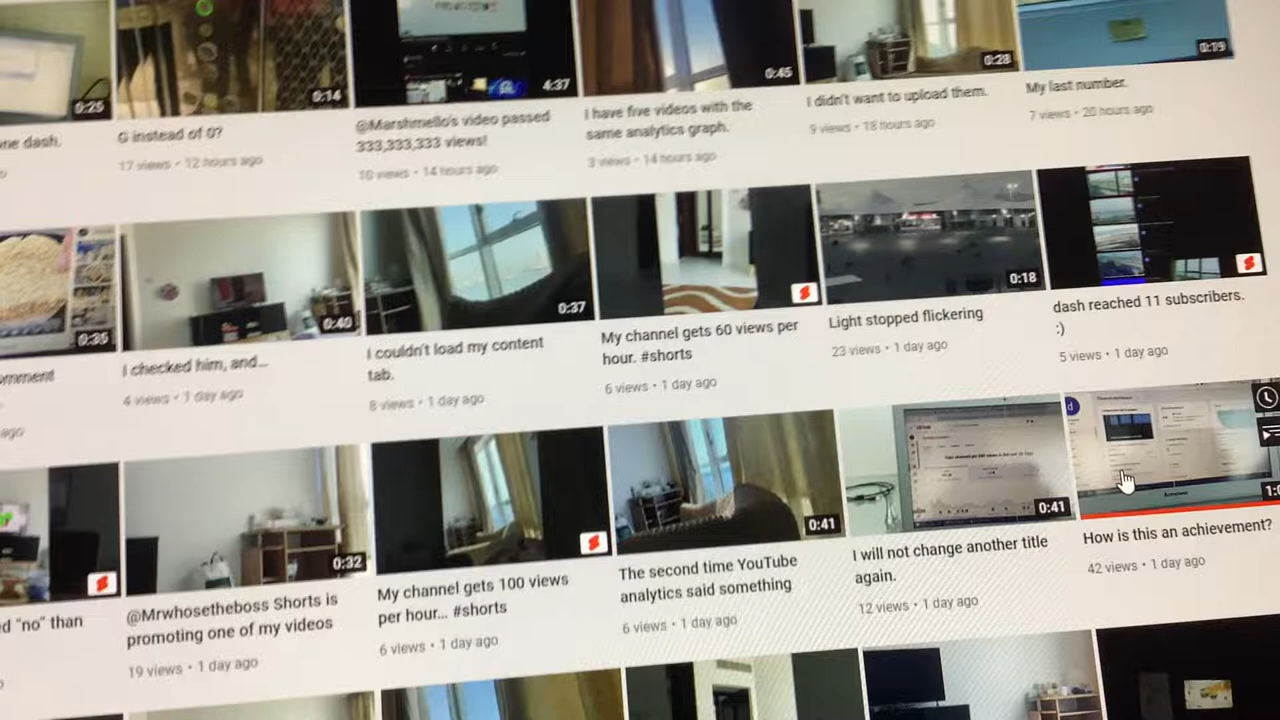 0:25
0:14
4:37
0:45
0:28
0:19
ne dash.
G instead of 0?
17 views • 12 hours ago
@Marshmello's video passed
333,333,333 views!
10 views • 14 hours ago
I have five videos with the
same analytics graph.
3 views • 14 hours ago
I didn't want to upload them.
9 views • 18 hours ago
My last number.
7 views • 20 hours ago
0:35
0:40
0:37
0:18
omment
ago
I checked him, and...
4 views • 1 day ago
I couldn't load my content
tab.
8 views • 1 day ago
My channel gets 60 views per
hour. #shorts
6 views • 1 day ago
Light stopped flickering
23 views • 1 day ago
dash reached 11 subscribers.
:)
5 views • 1 day ago
0:32
0:41
0:41
d "no" than
@Mrwhosetheboss Shorts is
promoting one of my videos
19 views • 1 day ago
My channel gets 100 views
per hour... #shorts
6 views • 1 day ago
The second time YouTube
analytics said something
6 views • 1 day ago
I will not change another title
again.
12 views • 1 day ago
How is this an achievement?
42 views • 1 day ago